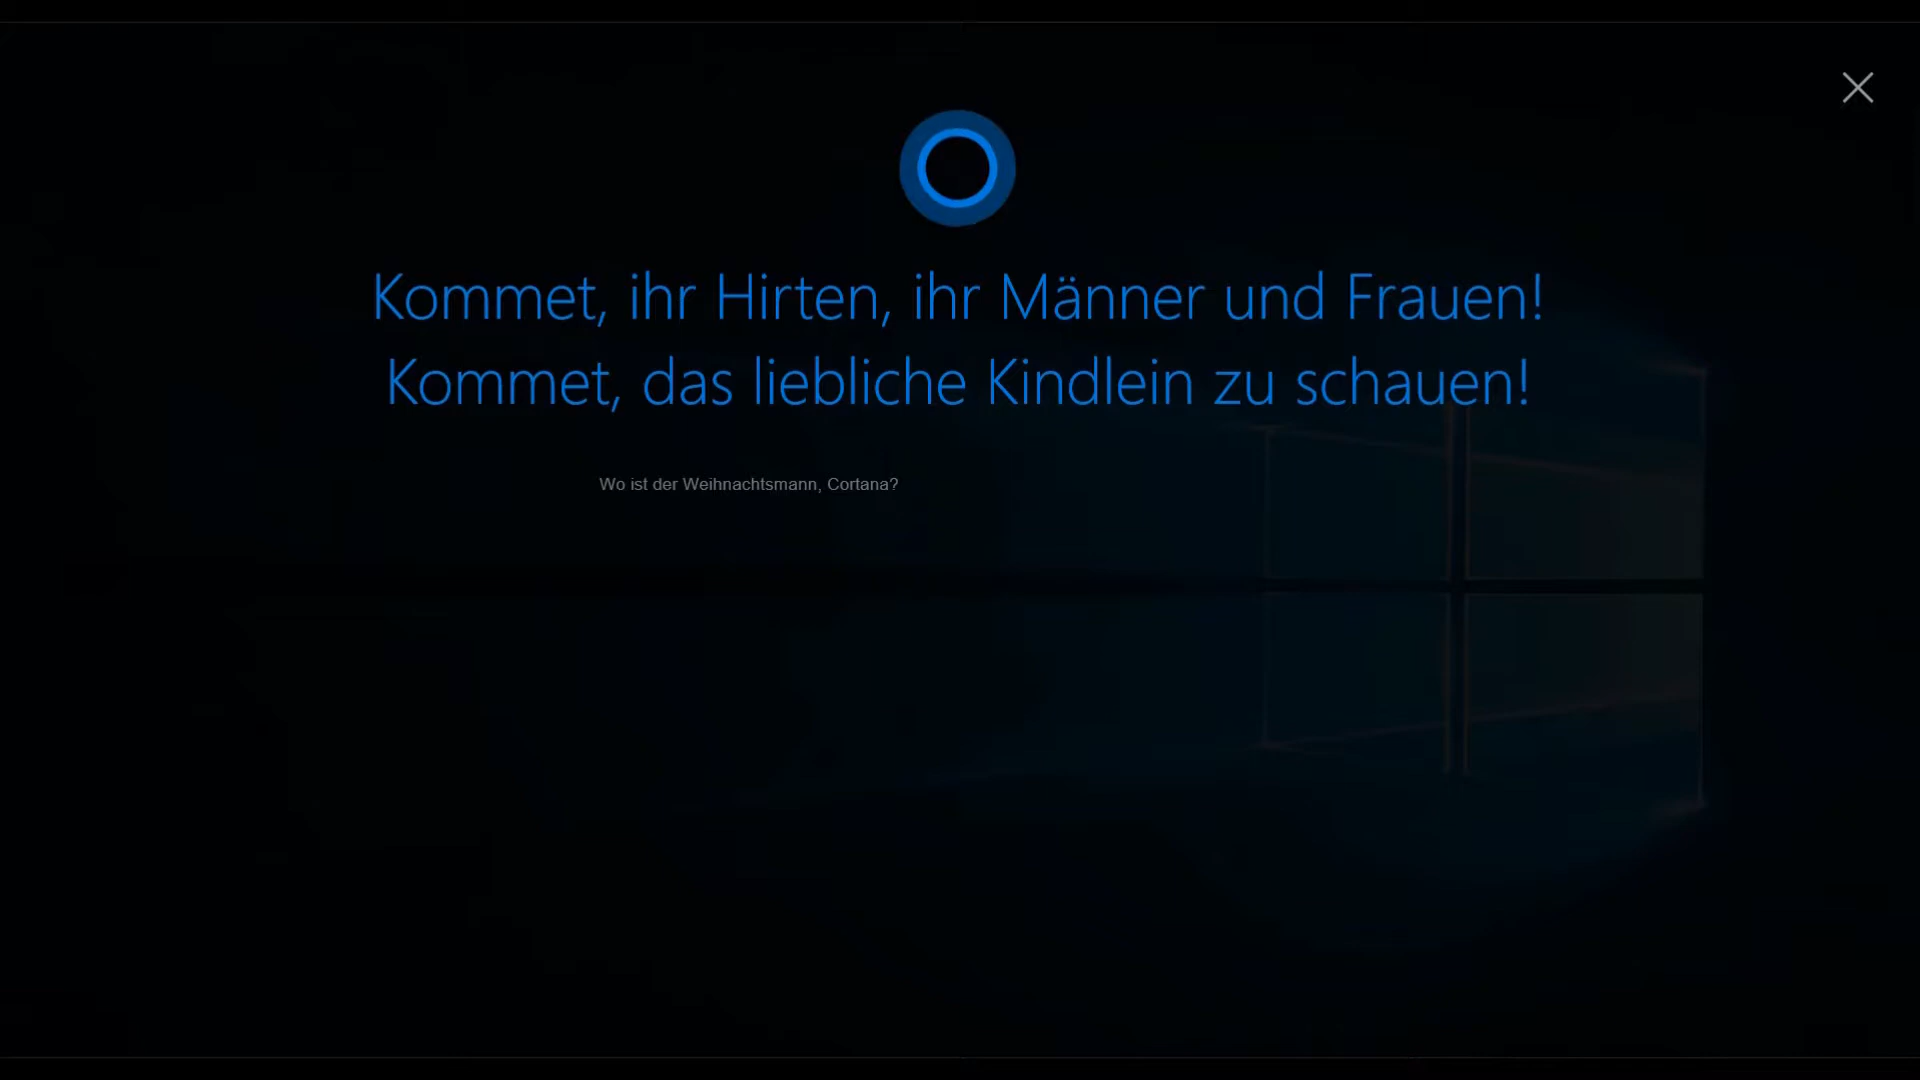 Kommet, ihr Hirten, ihr Männer und Frauen!
Kommet, das liebliche Kindlein zu schauen!
Wo ist der Weihnachtsmann, Cortana?